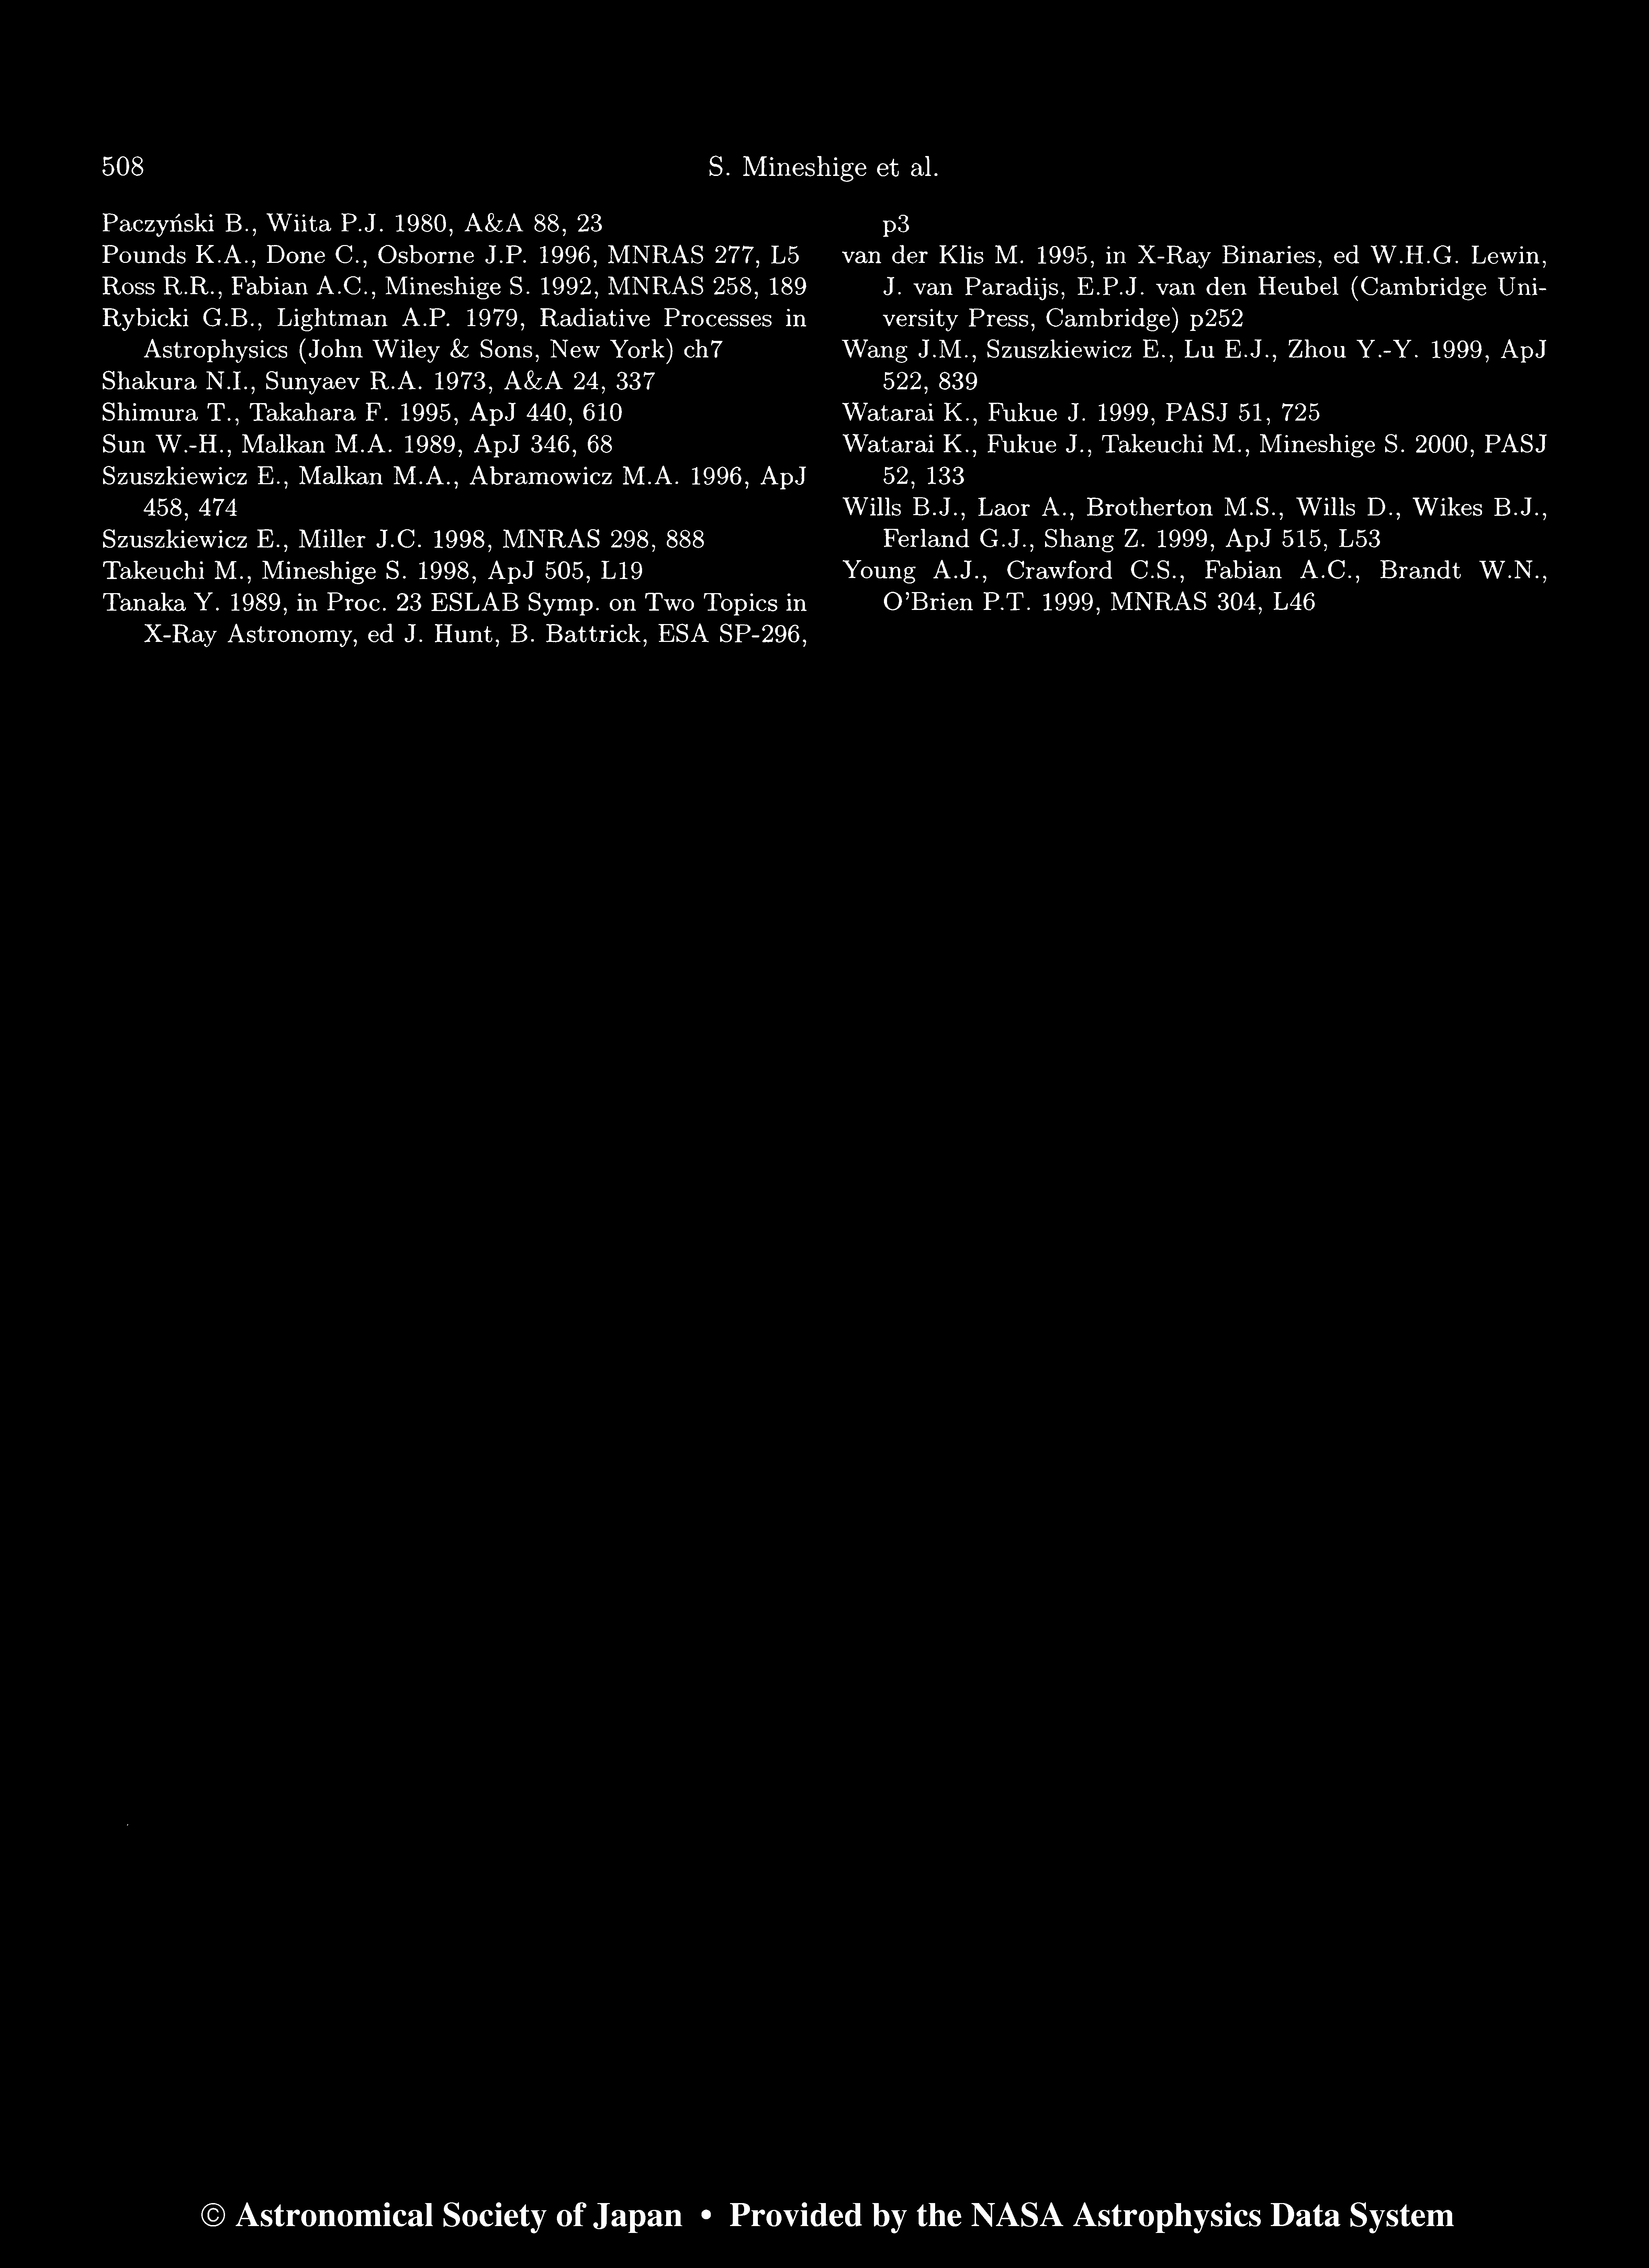 508
S. Mineshige et al.
Paczyński B., Wiita P.J. 1980, A&A 88, 23
Pounds K.A., Done C., Osborne J.P. 1996, MNRAS 277, L5
Ross R.R., Fabian A.C., Mineshige S. 1992, MNRAS 258, 189
Rybicki G.B., Lightman A.P. 1979, Radiative Processes in
Astrophysics (John Wiley & Sons, New York) ch7
Shakura N.I., Sunyaev R.A. 1973, A&A 24, 337
Shimura T., Takahara F. 1995, ApJ 440, 610
Sun W.-H., Malkan M.A. 1989, ApJ 346, 68
Szuszkiewicz E., Malkan M.A., Abramowicz M.A. 1996, ApJ
458, 474
Szuszkiewicz E., Miller J.C. 1998, MNRAS 298, 888
Takeuchi M., Mineshige S. 1998, ApJ 505, L19
Tanaka Y. 1989, in Proc. 23 ESLAB Symp. on Two Topics in
X-Ray Astronomy, ed J. Hunt, B. Battrick, ESA SP-296,
p3
van der Klis M. 1995, in X-Ray Binaries, ed W.H.G. Lewin,
J. van Paradijs, E.P.J. van den Heubel (Cambridge Uni-
versity Press, Cambridge) p252
Wang J.M., Szuszkiewicz E., Lu E.J., Zhou Y.-Y. 1999, ApJ
522, 839
Watarai K., Fukue J. 1999, PASJ 51, 725
Watarai K., Fukue J., Takeuchi M., Mineshige S. 2000, PASJ
52, 133
Wills B.J., Laor A., Brotherton M.S., Wills D., Wikes B.J.,
Ferland G.J., Shang Z. 1999, ApJ 515, L53
Young A.J., Crawford C.S., Fabian A.C., Brandt W.N.,
O'Brien P.T. 1999, MNRAS 304, L46
© Astronomical Society of Japan • Provided by the NASA Astrophysics Data System